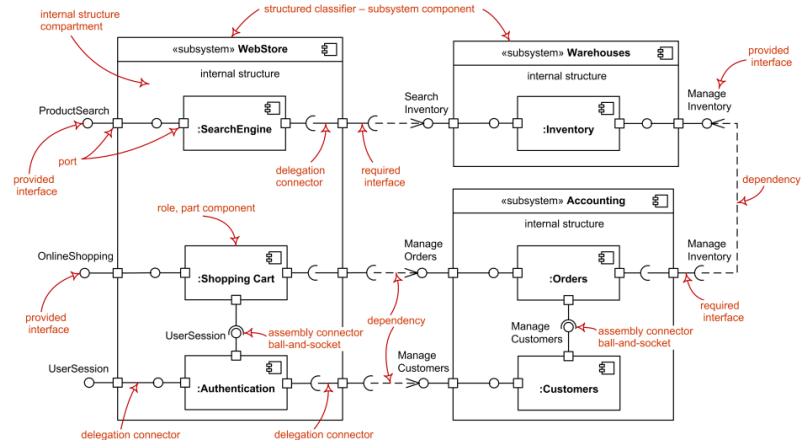 structured classifier – subsystem component
internal structure
compartment
«subsystem» WebStore
internal structure
«subsystem» Warehouses
internal structure
provided
interface
ProductSearch
:SearchEngine
Search
Inventory
:Inventory
Manage
Inventory
port
provided
interface
delegation
connector
required
interface
dependency
role, part component
«subsystem» Accounting
internal structure
OnlineShopping
:Shopping Cart
Manage
Orders
:Orders
Manage
Inventory
provided
interface
required
interface
dependency
UserSession
assembly connector
ball-and-socket
Manage
Customers
assembly connector
ball-and-socket
UserSession
:Authentication
Manage
Customers
:Customers
delegation connector
delegation connector